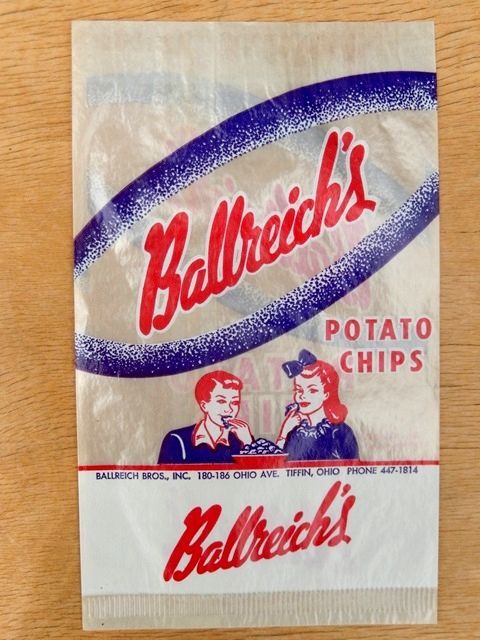 Ballreich's
POTATO
CHIPS
BALLREICH BROS., INC. 180-186 OHIO AVE. TIFFIN, OHIO PHONE 447-1814
Ballreich's